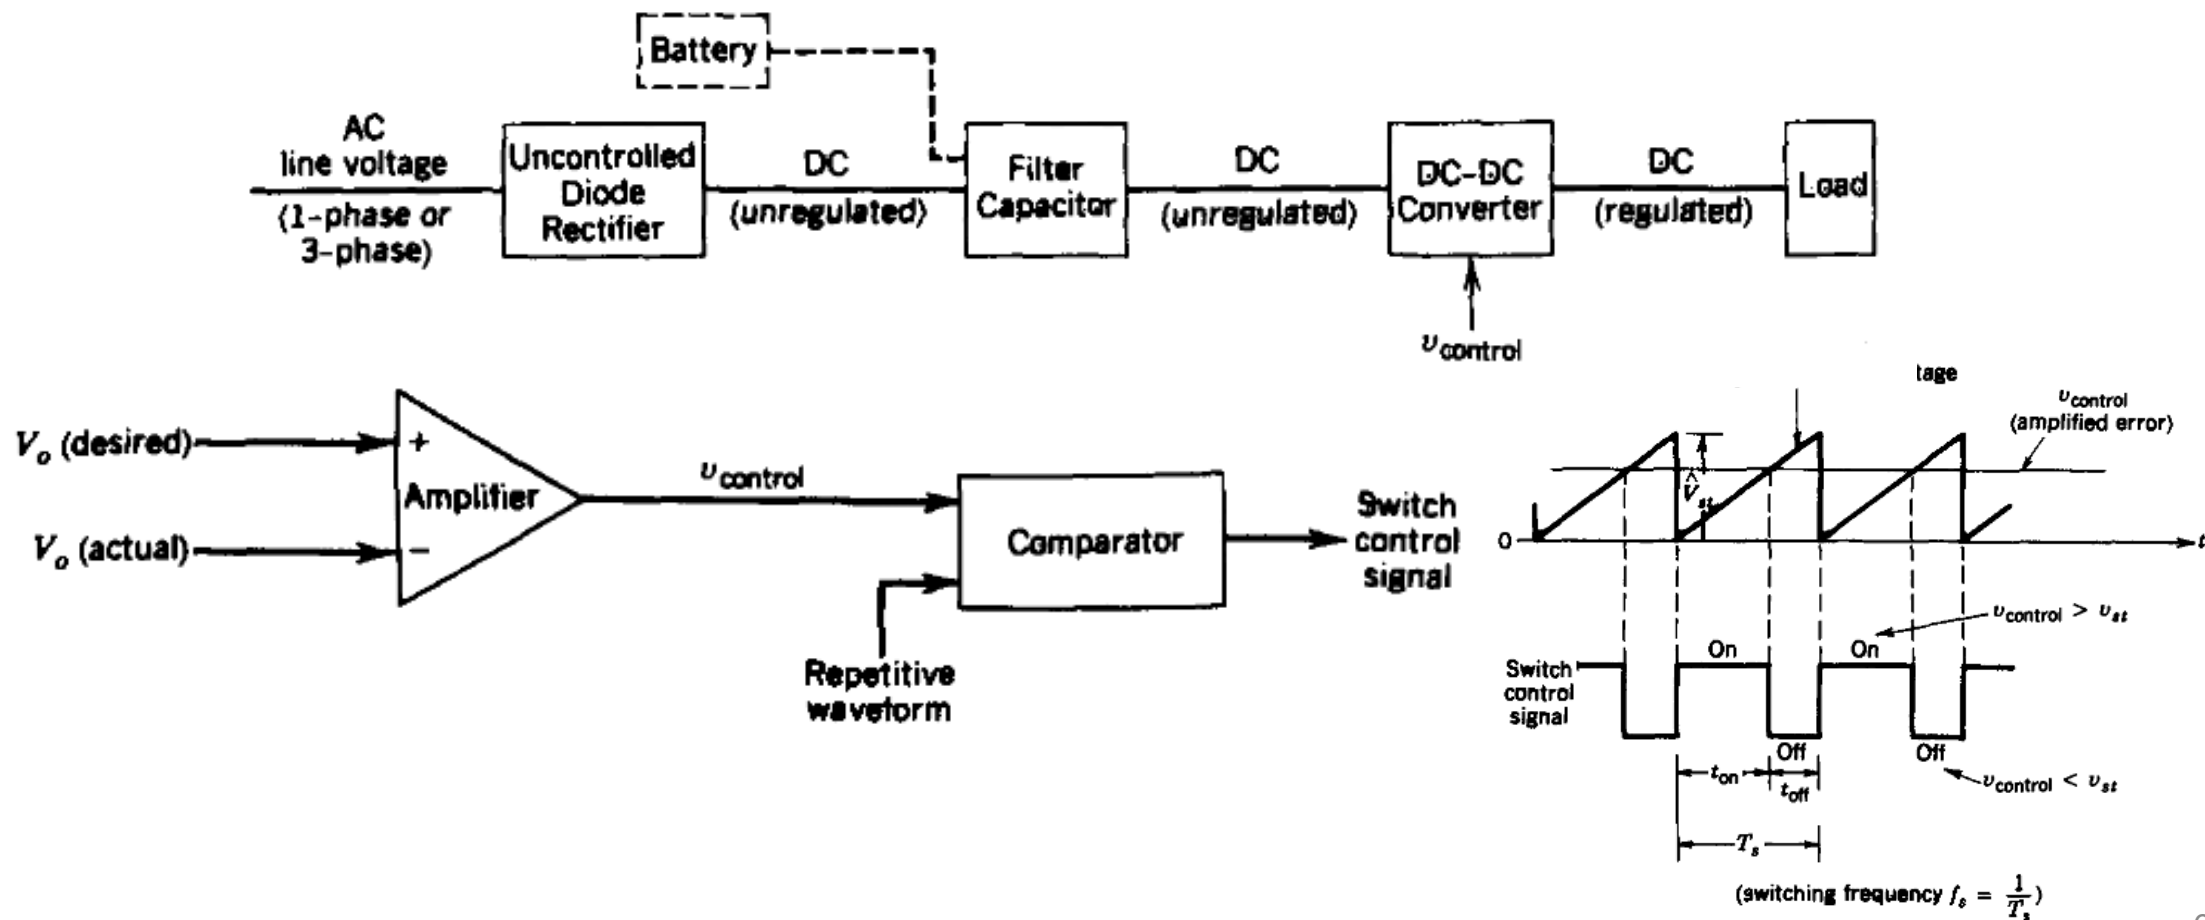 Battery
AC
line voltage
(1-phase or
3-phase)
Uncontrolled
Diode
Rectifier
DC
(unregulated)
Filter
Capacitor
DC
(unregulated)
DC-DC
Converter
DC
(regulated)
Load
υcontrol
Vo (desired)
+
Amplifier
Vo (actual)
−
υcontrol
Comparator
Repetitive
waveform
Switch
control
signal
tage
υcontrol
(amplified error)
V̂st
0
t
υcontrol > υst
On
On
Switch
control
signal
Off
Off
ton
toff
υcontrol < υst
Ts
(switching frequency fs = 1/Ts)